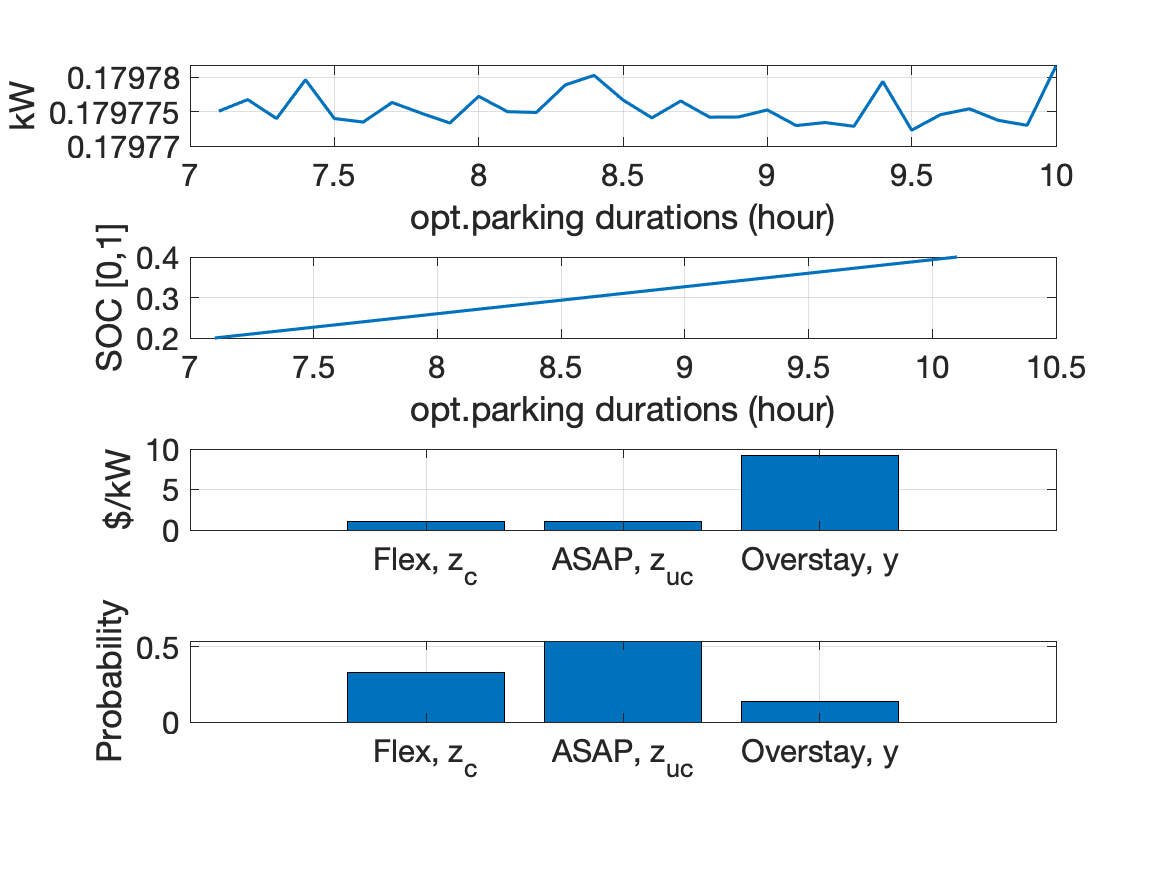 kW
0.17978
0.179775
0.17977
7 7.5 8 8.5 9 9.5 10
opt.parking durations (hour)
SOC [0,1]
0.4
0.3
0.2
7 7.5 8 8.5 9 9.5 10 10.5
opt.parking durations (hour)
$/kW
10
5
0
Flex, z_c ASAP, z_uc Overstay, y
Probability
0.5
0
Flex, z_c ASAP, z_uc Overstay, y